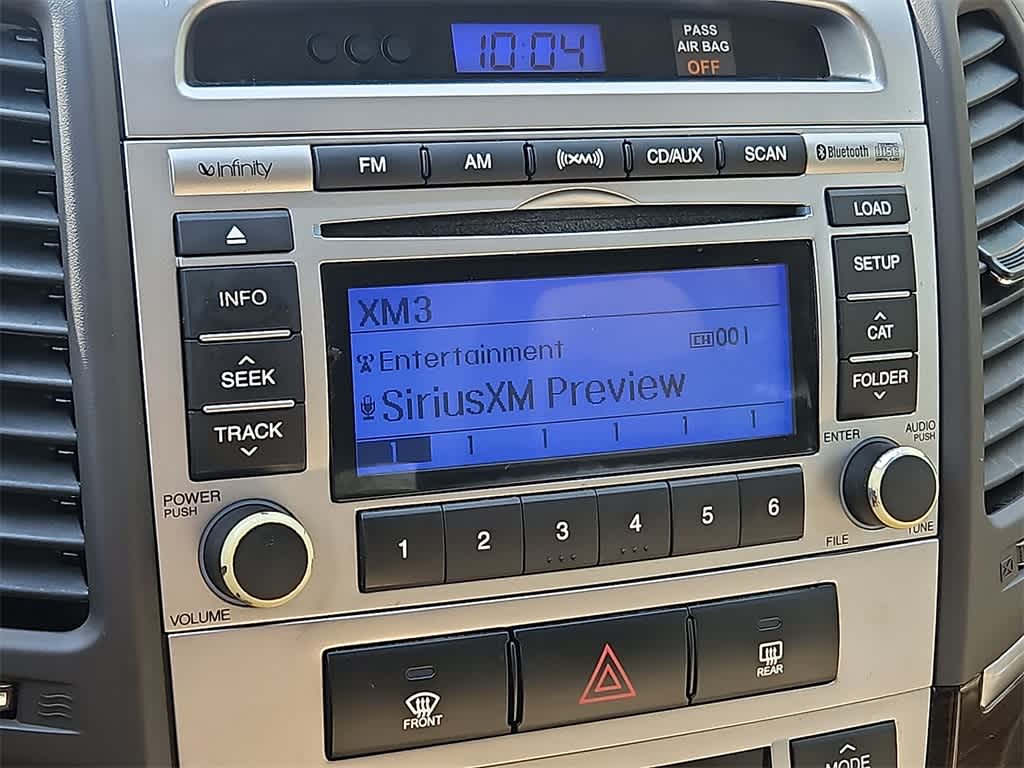 10:04
PASS
AIR BAG
OFF
Infinity
FM
AM
((XM))
CD/AUX
SCAN
Bluetooth
LOAD
INFO
SEEK
TRACK
SETUP
CAT
FOLDER
XM3
Entertainment
CH 001
SiriusXM Preview
1 1 1 1 1 1
POWER
PUSH
VOLUME
ENTER
AUDIO
PUSH
FILE
TUNE
1
2
3
4
5
6
FRONT
REAR
MODE